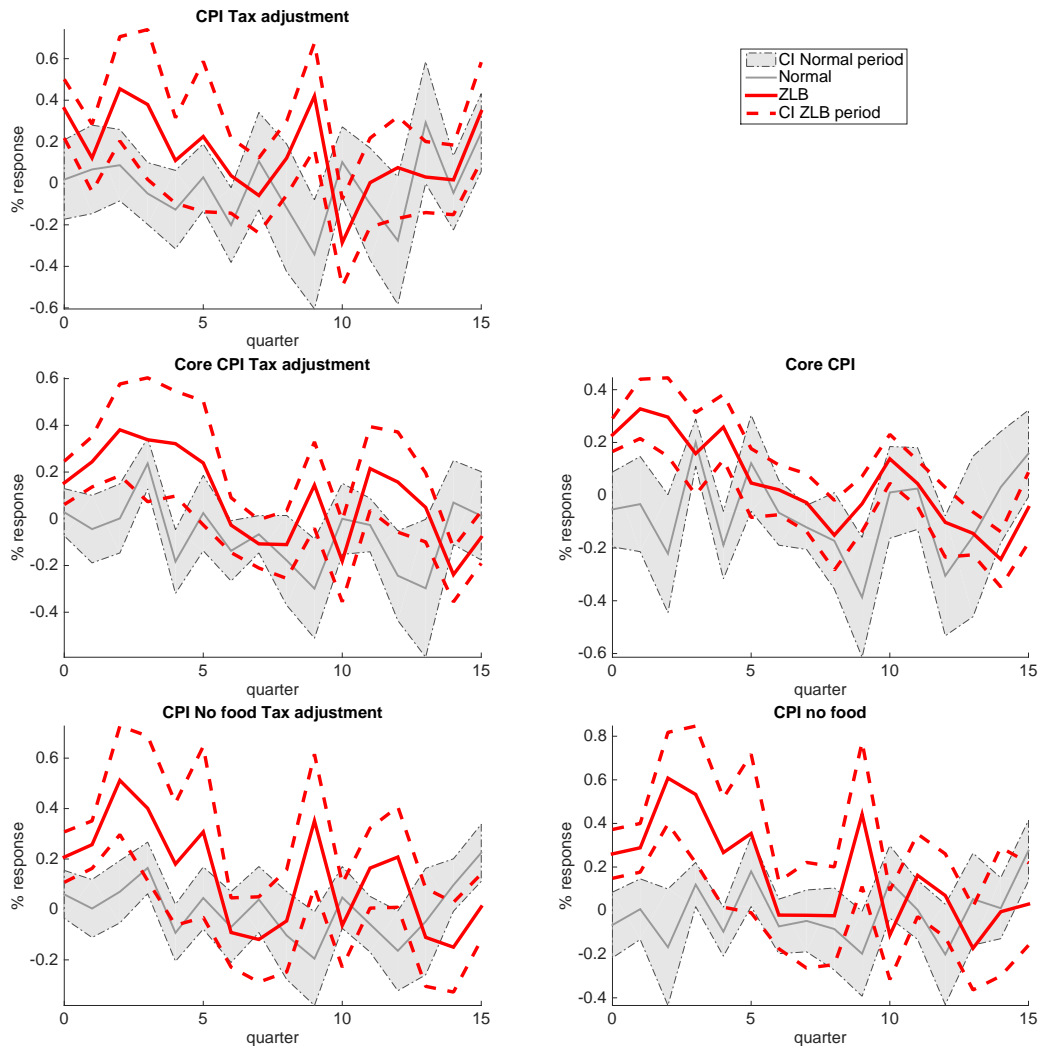 CPI Tax adjustment
% response
0.6
0.4
0.2
0
-0.2
-0.4
-0.6
0
5
10
15
quarter
CI Normal period
Normal
ZLB
CI ZLB period
Core CPI Tax adjustment
% response
0.6
0.4
0.2
0
-0.2
-0.4
0
5
10
15
quarter
Core CPI
% response
0.4
0.2
0
-0.2
-0.4
-0.6
0
5
10
15
quarter
CPI No food Tax adjustment
% response
0.6
0.4
0.2
0
-0.2
0
5
10
15
quarter
CPI no food
% response
0.8
0.6
0.4
0.2
0
-0.2
-0.4
0
5
10
15
quarter